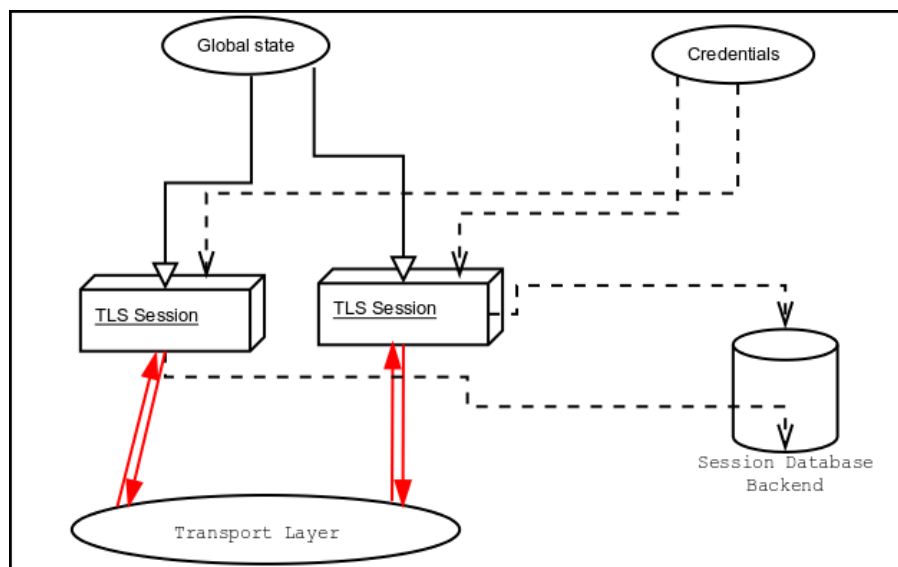 Global state
Credentials
TLS Session
TLS Session
Session Database
Backend
Transport Layer